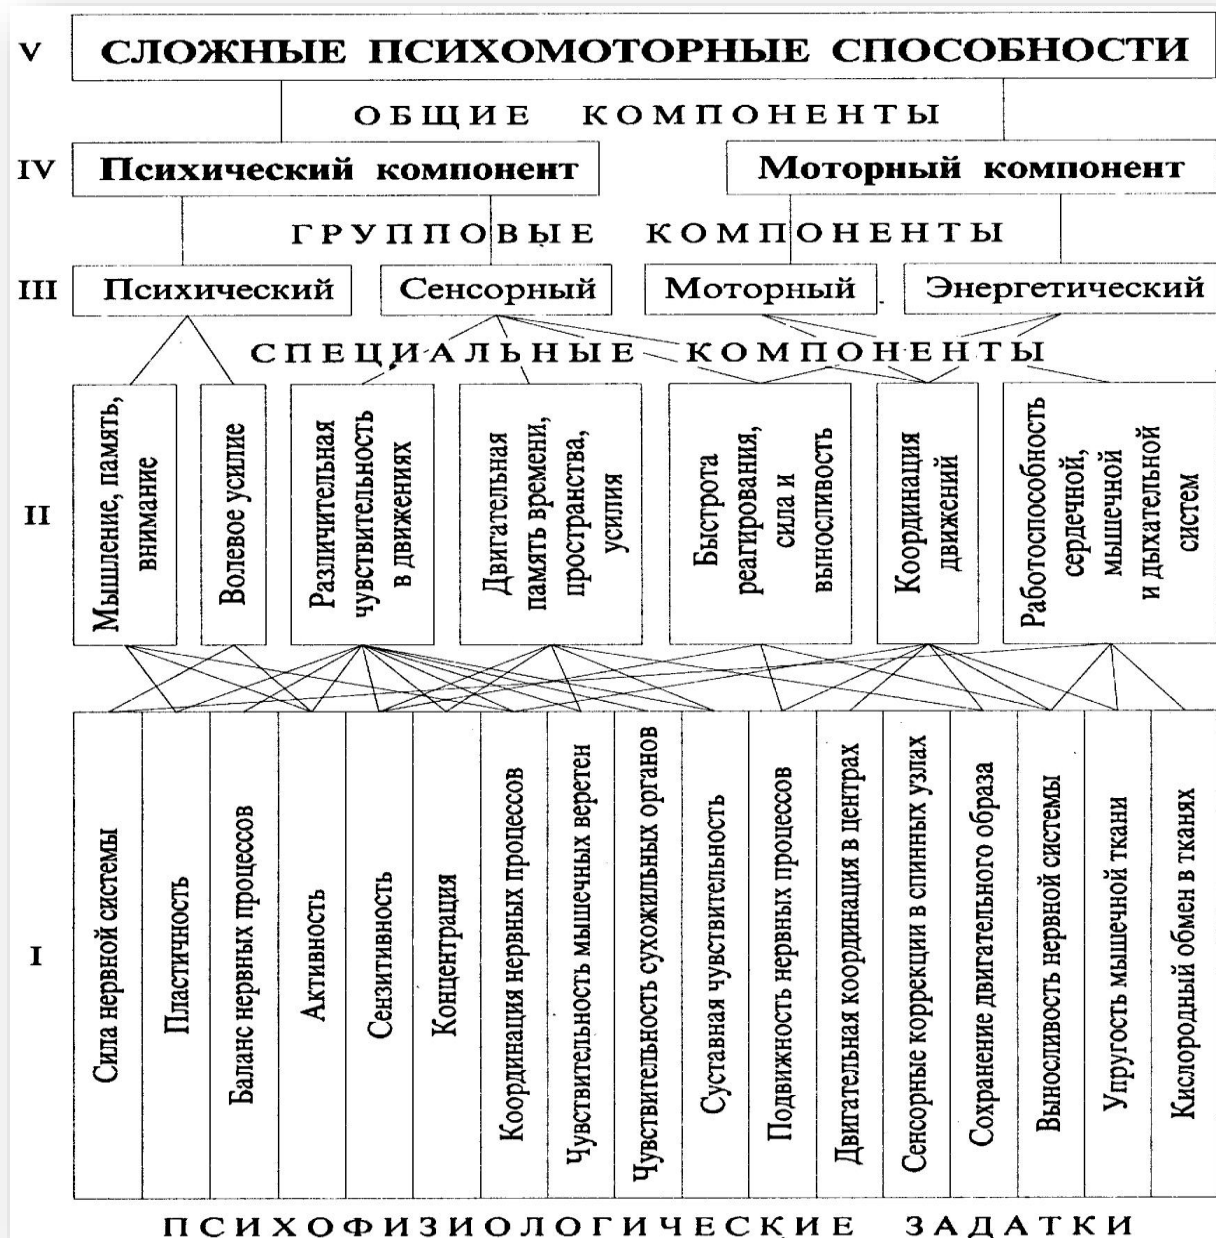 V
СЛОЖНЫЕ ПСИХОМОТОРНЫЕ СПОСОБНОСТИ
ОБЩИЕ КОМПОНЕНТЫ
IV
Психический компонент
Моторный компонент
ГРУППОВЫЕ КОМПОНЕНТЫ
III
Психический
Сенсорный
Моторный
Энергетический
СПЕЦИАЛЬНЫЕ КОМПОНЕНТЫ
II
Мышление, память,
внимание
Волевое усилие
Различительная
чувствительность
в движениях
Двигательная
память времени,
пространства,
усилия
Быстрота
реагирования,
сила и
выносливость
Координация
движений
Работоспособность
сердечной,
мышечной
и дыхательной
систем
I
Сила нервной системы
Пластичность
Баланс нервных процессов
Активность
Сензитивность
Концентрация
Координация нервных процессов
Чувствительность мышечных веретен
Чувствительность сухожильных органов
Суставная чувствительность
Подвижность нервных процессов
Двигательная координация в центрах
Сенсорные коррекции в спинных узлах
Сохранение двигательного образа
Выносливость нервной системы
Упругость мышечной ткани
Кислородный обмен в тканях
ПСИХОФИЗИОЛОГИЧЕСКИЕ ЗАДАТКИ